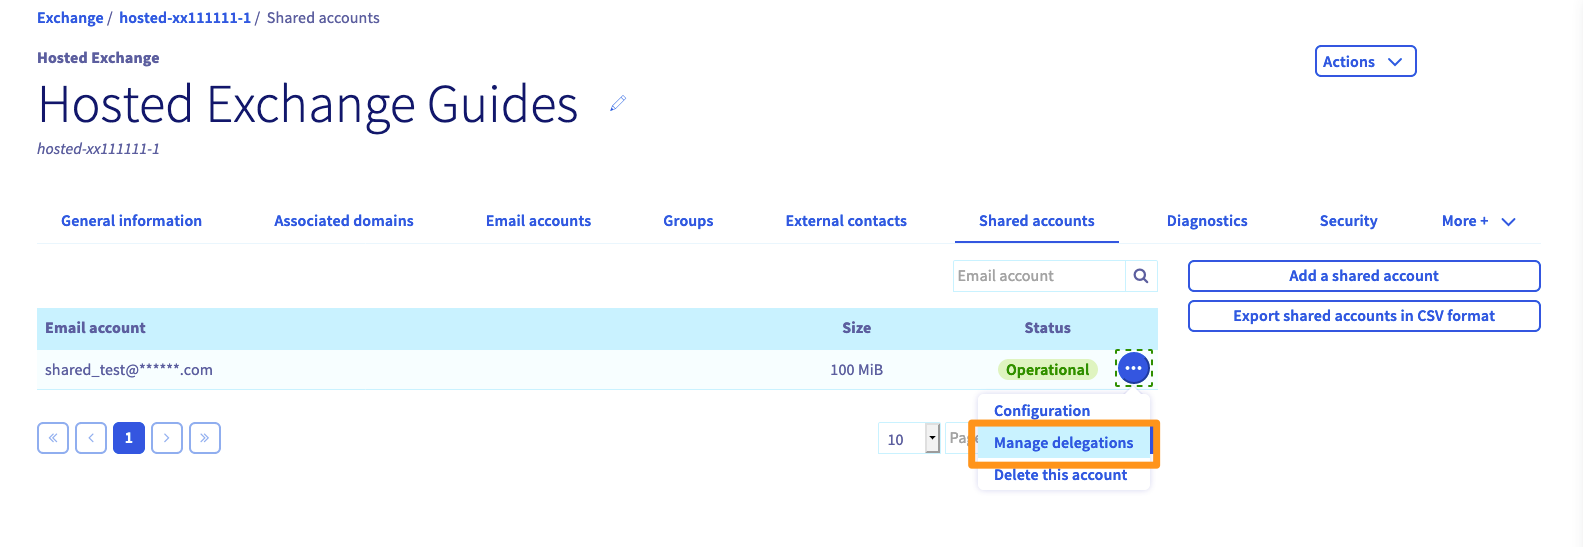 Exchange / hosted-xx111111-1 / Shared accounts
Hosted Exchange
Actions
Hosted Exchange Guides
hosted-xx111111-1
General information Associated domains Email accounts Groups External contacts Shared accounts Diagnostics Security More +
Email account
Add a shared account
Export shared accounts in CSV format
Email account Size Status
shared_test@******.com 100 MiB Operational ...
Configuration
Manage delegations
Delete this account
« ‹ 1 › » 10